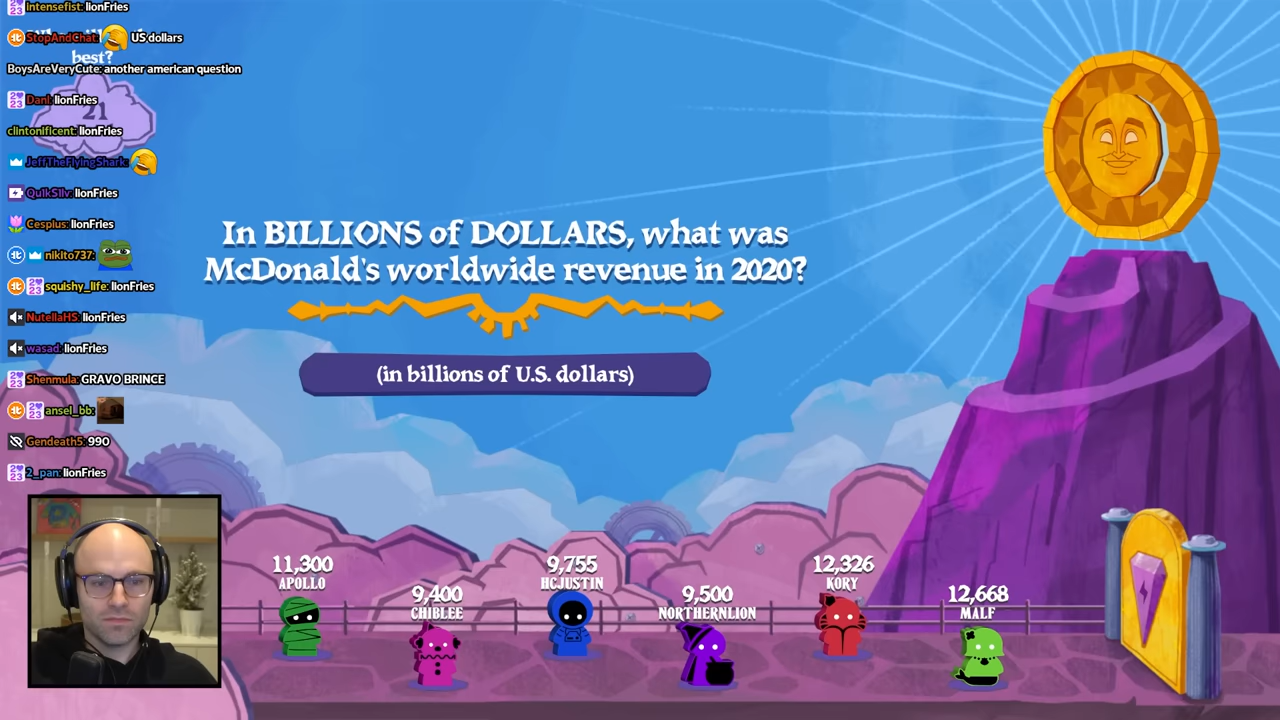 Intensefist: lionFries
StopAndChat: US dollars
best?
BoysAreVeryCute: another american question
Dani: lionFries
21
clintonificent: lionFries
JeffTheFlyingShark:
Qu1kS1lv: lionFries
Cesplus: lionFries
nikito737:
squishy_life: lionFries
NutellaHS: lionFries
wasad: lionFries
Shenmula: GRAVO BRINCE
ansel_bb:
Gendeath5: 990
2_pan: lionFries
In BILLIONS of DOLLARS, what was
McDonald's worldwide revenue in 2020?
(in billions of U.S. dollars)
11,300
APOLLO
9,400
CHIBLEE
9,755
HCJUSTIN
9,500
NORTHERNLION
12,326
KORY
12,668
MALF